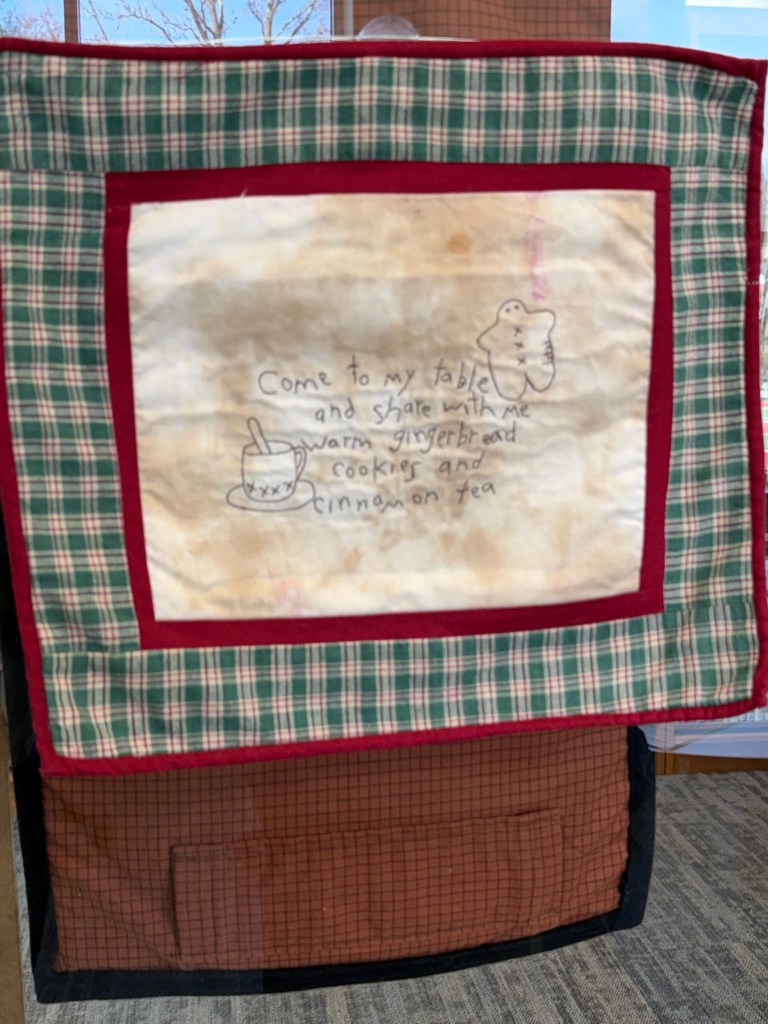 Come to my table
and share with me
warm gingerbread
cookies and
cinnamon tea